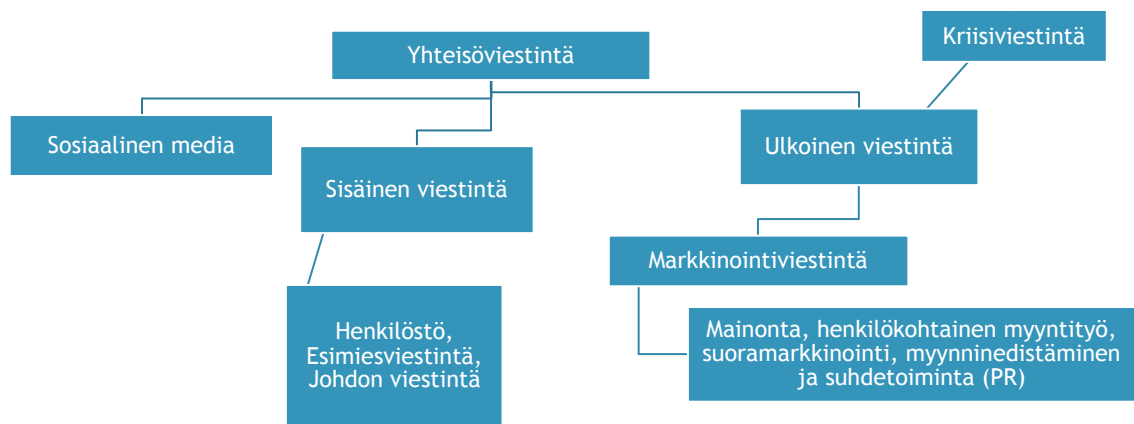 Yhteisöviestintä
Kriisiviestintä
Sosiaalinen media
Sisäinen viestintä
Ulkoinen viestintä
Markkinointiviestintä
Henkilöstö,
Esimiesviestintä,
Johdon viestintä
Mainonta, henkilökohtainen myyntityö,
suoramarkkinointi, myynninedistäminen
ja suhdetoiminta (PR)